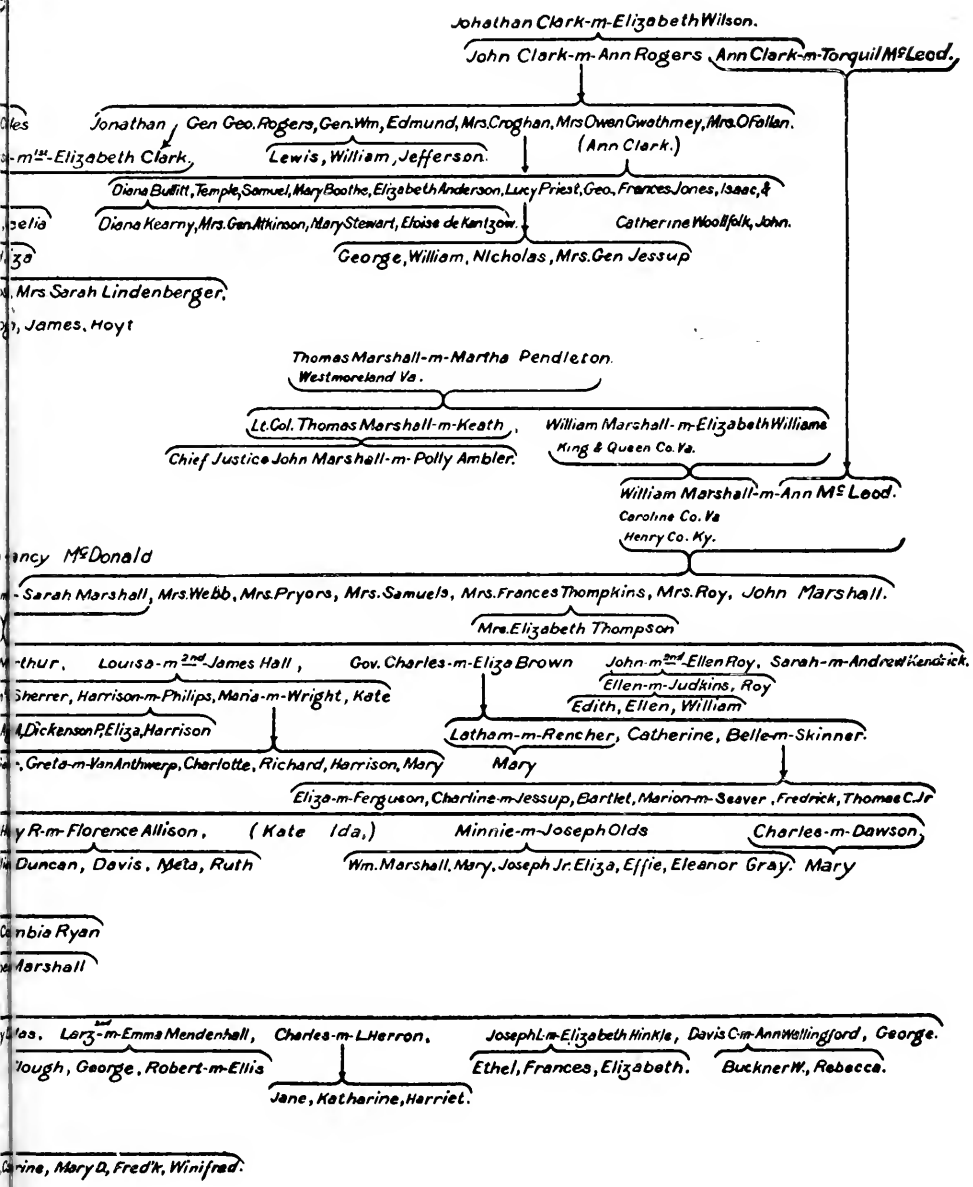 Johathan Clark-m-Elizabeth Wilson.
John Clark-m-Ann Rogers, Ann Clark-m-Torquil McLeod.
Jonathan, Gen Geo. Rogers, Gen. Wm, Edmund, Mrs. Croghan, Mrs Owen Gwathmey, Mrs. O'Fallan.
-m 1st-Elizabeth Clark, Lewis, William, Jefferson. (Ann Clark.)
Diana Bullitt, Temple, Samuel, Mary Boothe, Elizabeth Anderson, Lucy Priest, Geo., Frances Jones, Isaac, &
Diana Kearny, Mrs. Gen. Atkinson, Mary Stewart, Eloise de Kantzow. Catherine Woollfolk, John.
George, William, Nicholas, Mrs. Gen Jessup
Mrs Sarah Lindenberger,
James, Hoyt
Thomas Marshall-m-Martha Pendleton.
Westmoreland Va.
Lt. Col. Thomas Marshall-m-Keath, William Marshall-m-Elizabeth Williams
King & Queen Co. Va.
Chief Justice John Marshall-m-Polly Ambler.
William Marshall-m-Ann McLeod.
Caroline Co. Va
Henry Co. Ky.
McDonald
Sarah Marshall, Mrs. Webb, Mrs. Pryors, Mrs. Samuels, Mrs. Frances Thompkins, Mrs. Roy, John Marshall.
Mrs. Elizabeth Thompson
Louisa-m 2nd-James Hall, Gov. Charles-m-Eliza Brown John-m 2nd-Ellen Roy, Sarah-m-Andrew Kendrick.
Sherrer, Harrison-m-Philips, Maria-m-Wright, Kate Ellen-m-Judkins, Roy
Edith, Ellen, William
Dickenson P, Eliza, Harrison
Latham-m-Rencher, Catherine, Belle-m-Skinner.
Greta-m-VanAnthwerp, Charlotte, Richard, Harrison, Mary Mary
Eliza-m-Ferguson, Charline-m-Jessup, Bartlet, Marion-m-Seaver, Fredrick, Thomas C. Jr
R-m-Florence Allison, (Kate Ida,) Minnie-m-Joseph Olds Charles-m-Dawson,
Duncan, Davis, Meta, Ruth Wm. Marshall, Mary, Joseph Jr. Eliza, Effie, Eleanor Gray. Mary
Ryan
Marshall
Larz 2nd-m-Emma Mendenhall, Charles-m-L Herron, Joseph L-m-Elizabeth Hinkle, Davis C-m-Ann Wallingford, George.
George, Robert-m-Ellis Ethel, Frances, Elizabeth. Buckner W., Rebecca.
Jane, Katharine, Harriet.
Mary D, Fred'k, Winifred.